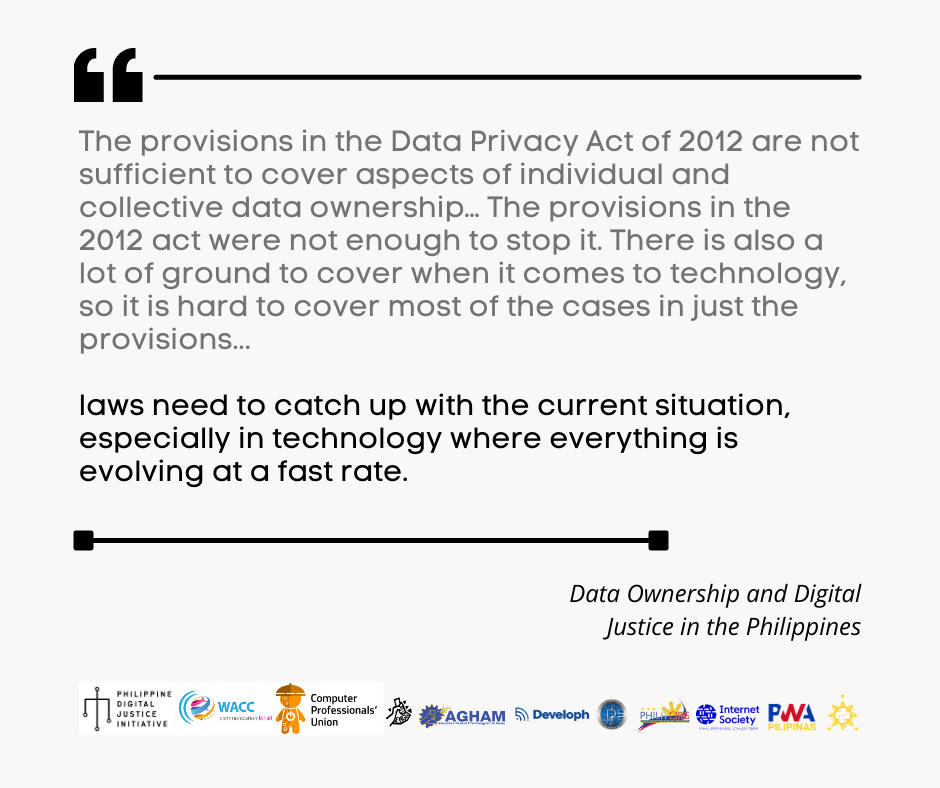 The provisions in the Data Privacy Act of 2012 are not
sufficient to cover aspects of individual and
collective data ownership... The provisions in the
2012 act were not enough to stop it. There is also a
lot of ground to cover when it comes to technology,
so it is hard to cover most of the cases in just the
provisions...
laws need to catch up with the current situation,
especially in technology where everything is
evolving at a fast rate.
Data Ownership and Digital
Justice in the Philippines
PHILIPPINE
DIGITAL
JUSTICE
INITIATIVE
WACC
communication for all
Computer
Professionals'
Union
AGHAM
Developh
Internet
Society
PHILIPPINES CHAPTER
PWA
PILIPINAS